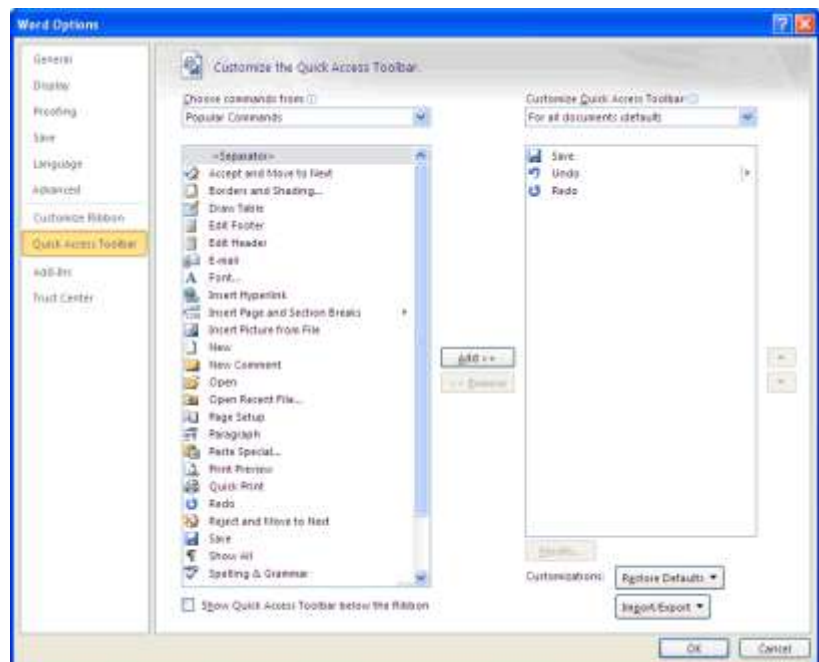 Word Options
General
Display
Proofing
Save
Language
Advanced
Customize Ribbon
Quick Access Toolbar
Add-Ins
Trust Center
Customize the Quick Access Toolbar.
Choose commands from:
Popular Commands
<Separator>
Accept and Move to Next
Borders and Shading...
Draw Table
Edit Footer
Edit Header
E-mail
Font...
Insert Hyperlink
Insert Page and Section Breaks
Insert Picture from File
New
New Comment
Open
Open Recent File...
Page Setup
Paragraph
Paste Special...
Print Preview
Quick Print
Redo
Reject and Move to Next
Save
Show All
Spelling & Grammar
Show Quick Access Toolbar below the Ribbon
Add >>
<< Remove
Customize Quick Access Toolbar:
For all documents (default)
Save
Undo
Redo
Modify...
Customizations:
Restore Defaults
Import/Export
OK
Cancel